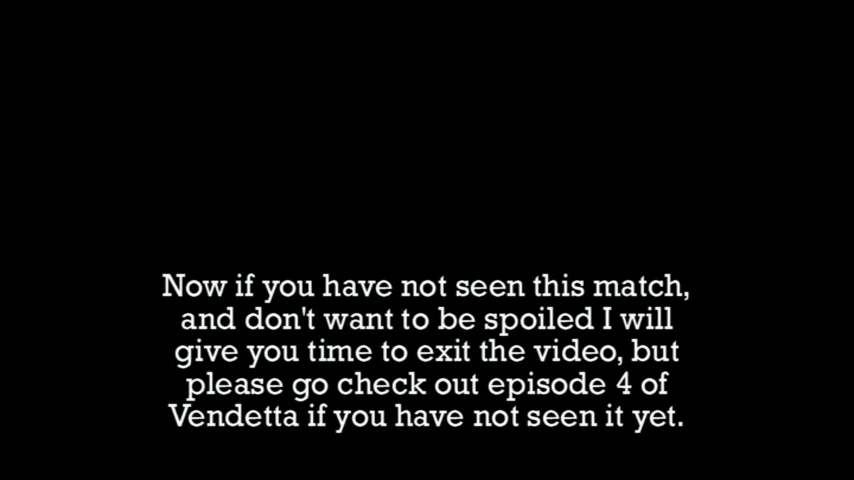 Now if you have not seen this match,
and don't want to be spoiled I will
give you time to exit the video, but
please go check out episode 4 of
Vendetta if you have not seen it yet.